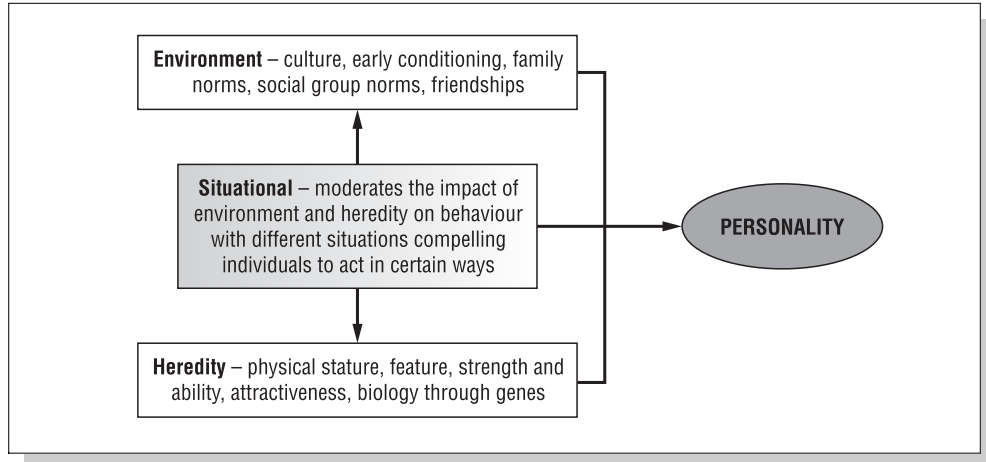 Environment – culture, early conditioning, family
norms, social group norms, friendships
Situational – moderates the impact of
environment and heredity on behaviour
with different situations compelling
individuals to act in certain ways
PERSONALITY
Heredity – physical stature, feature, strength and
ability, attractiveness, biology through genes